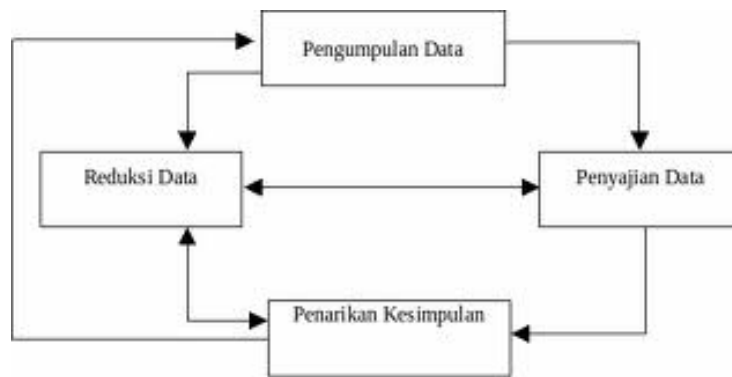 Pengumpulan Data
Reduksi Data
Penyajian Data
Penarikan Kesimpulan